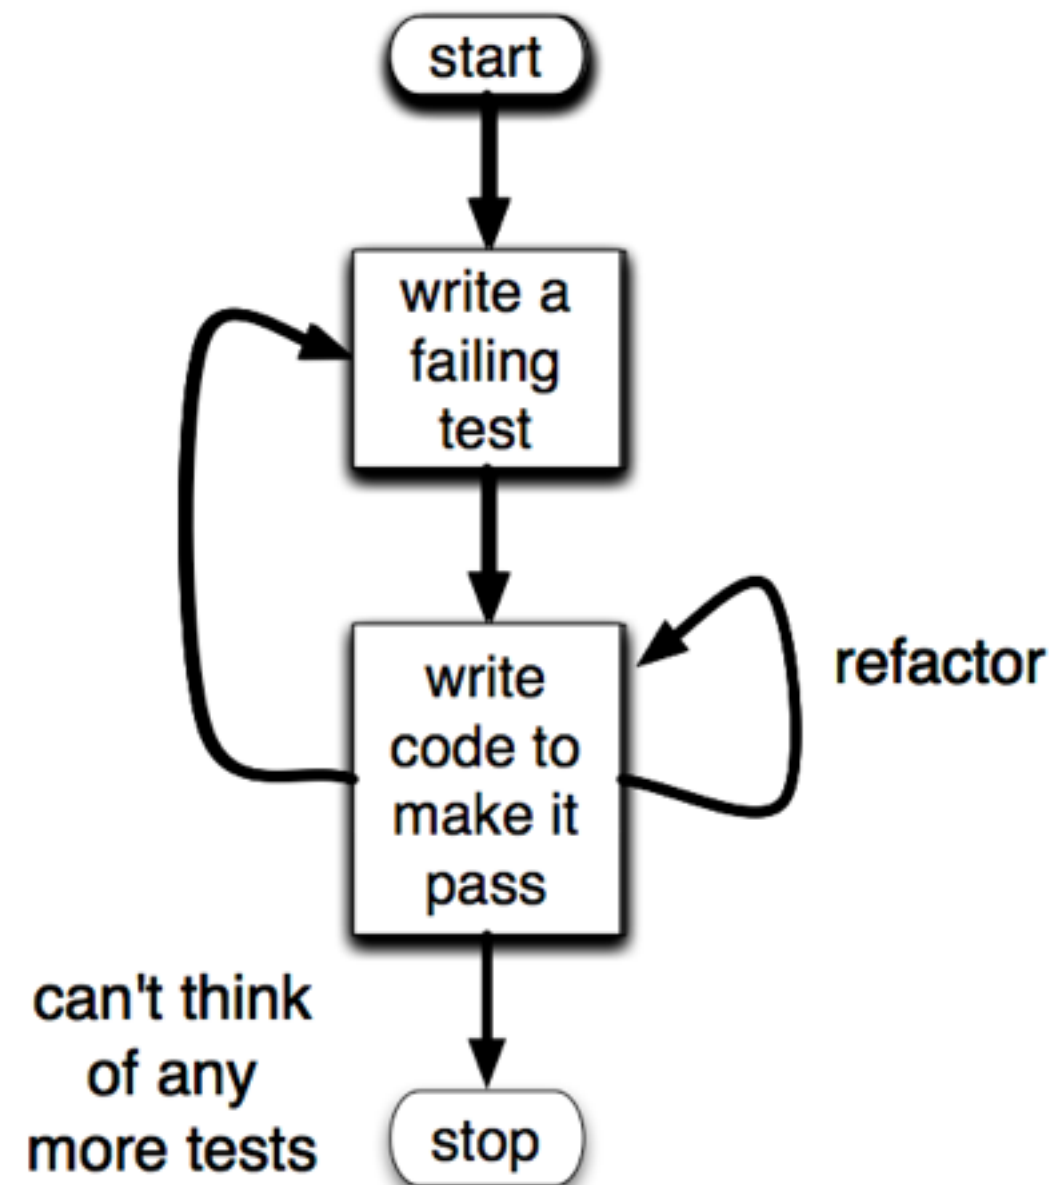 start
write a
failing
test
write
code to
make it
pass
refactor
can't think
of any
more tests
stop